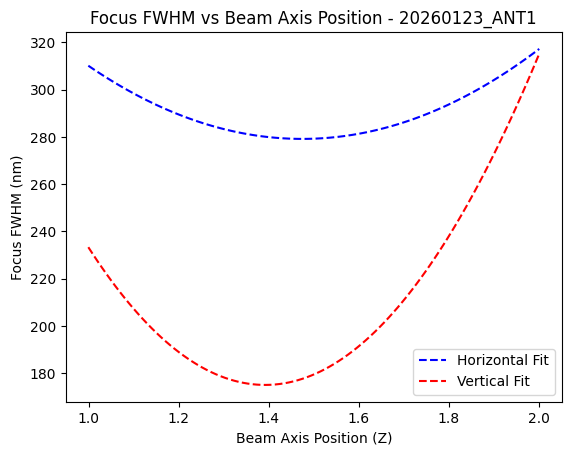 Focus FWHM vs Beam Axis Position - 20260123_ANT1
Focus FWHM (nm)
320
300
280
260
240
220
200
180
1.0
1.2
1.4
1.6
1.8
2.0
Beam Axis Position (Z)
Horizontal Fit
Vertical Fit